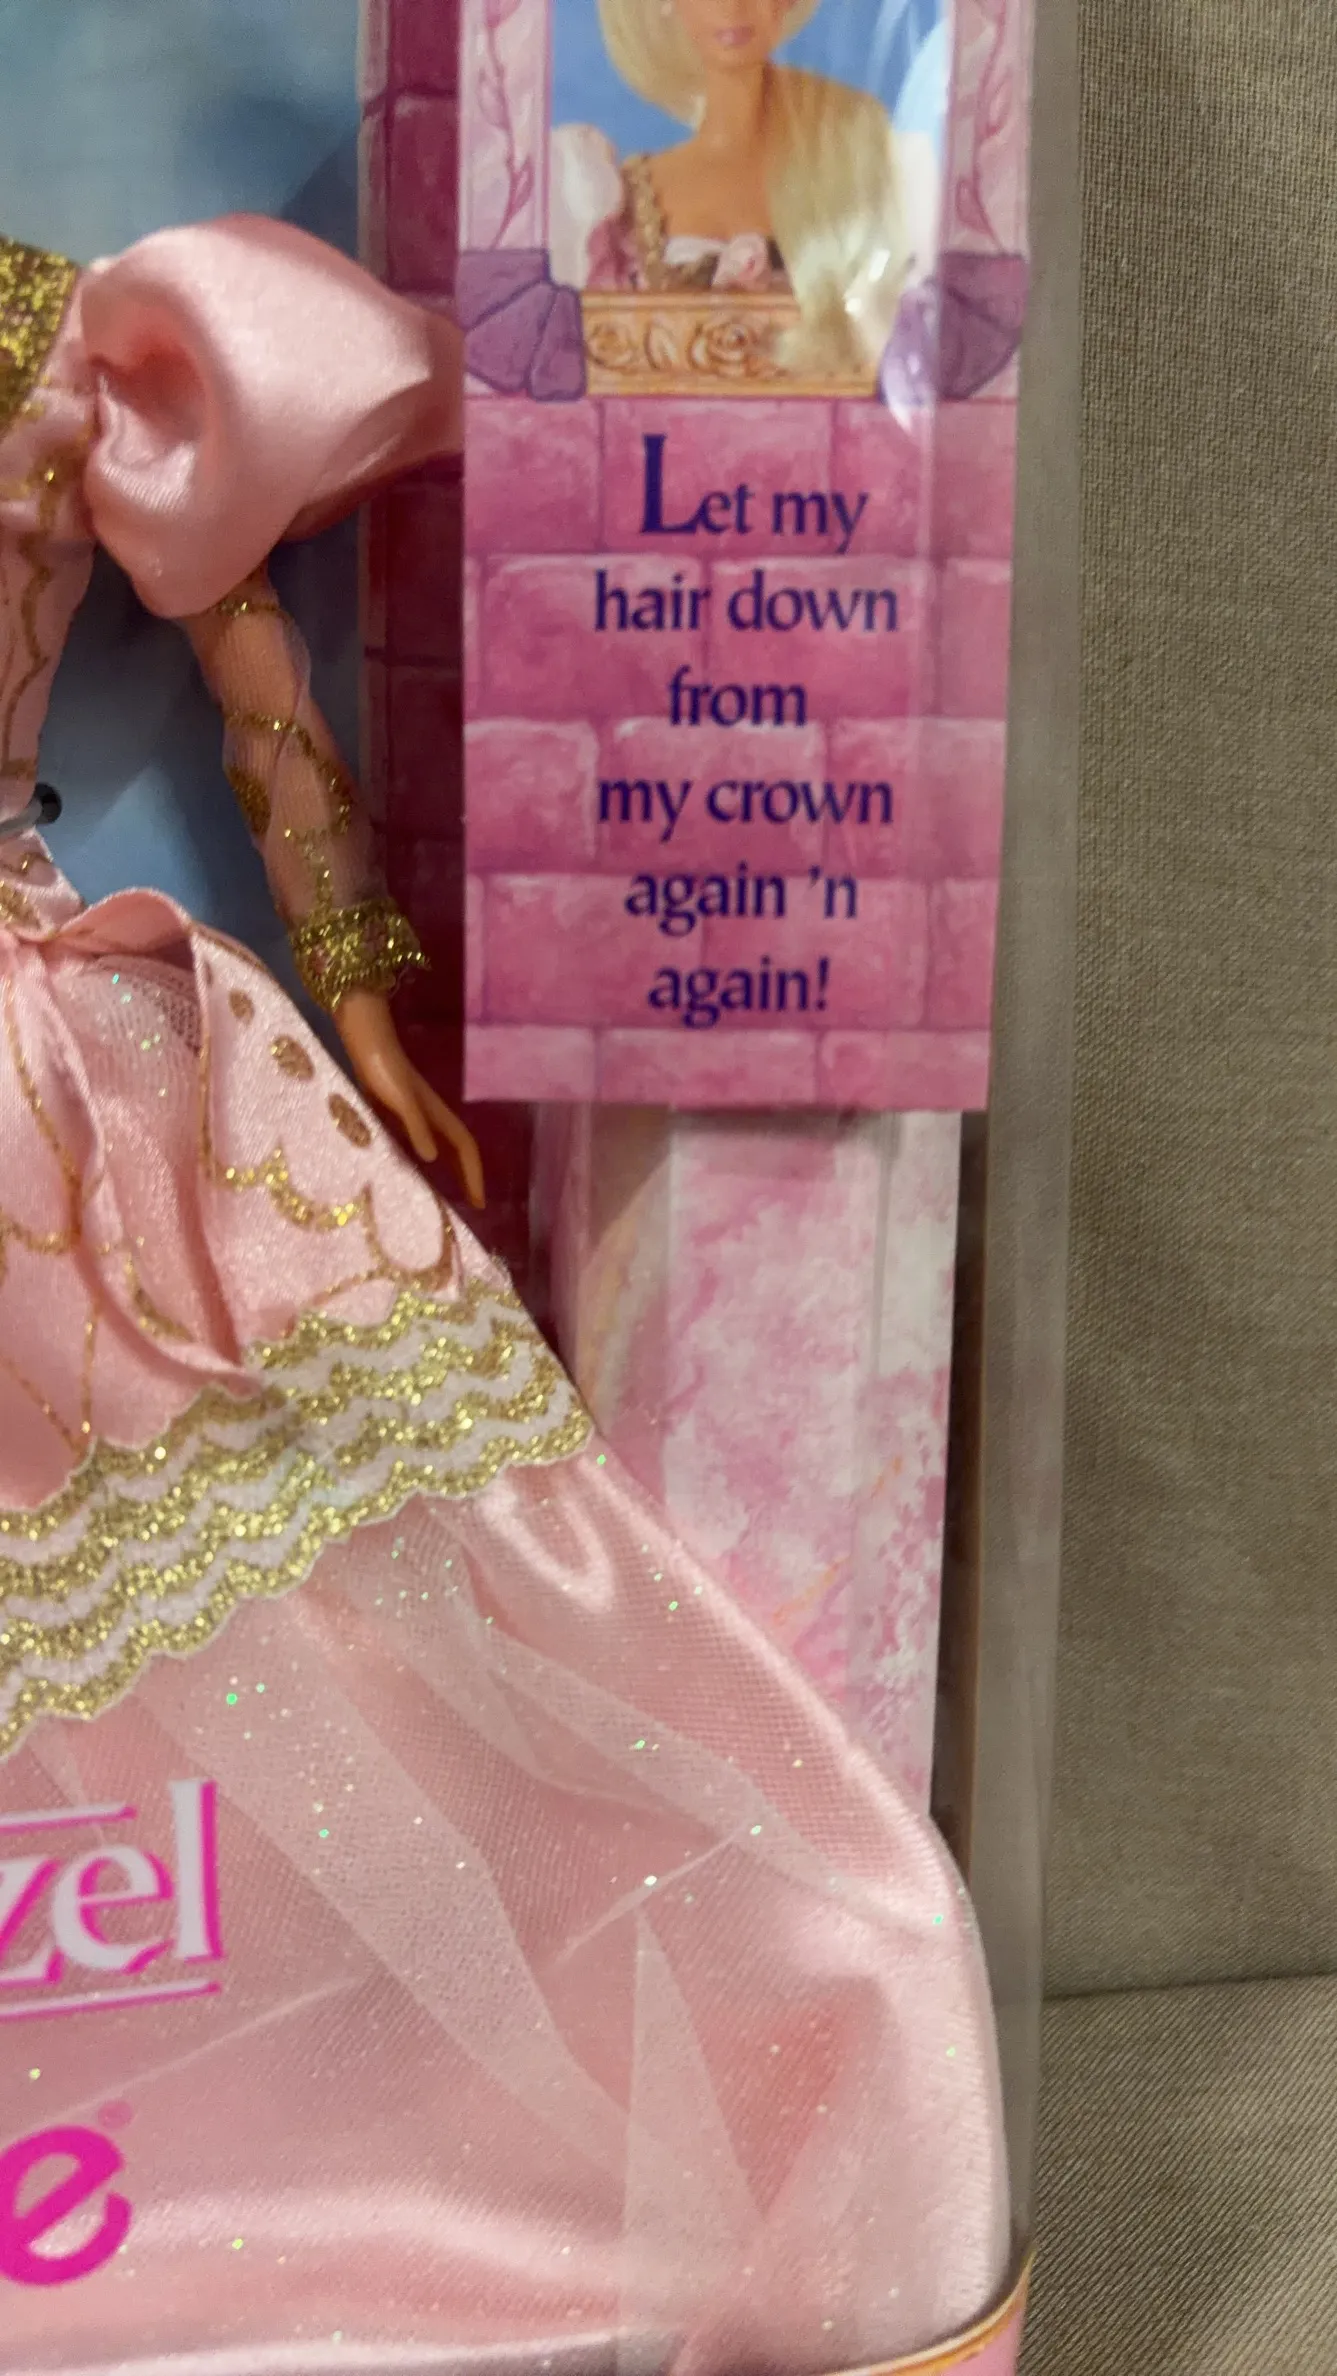 Let my
hair down
from
my crown
again 'n
again!
zel
e®